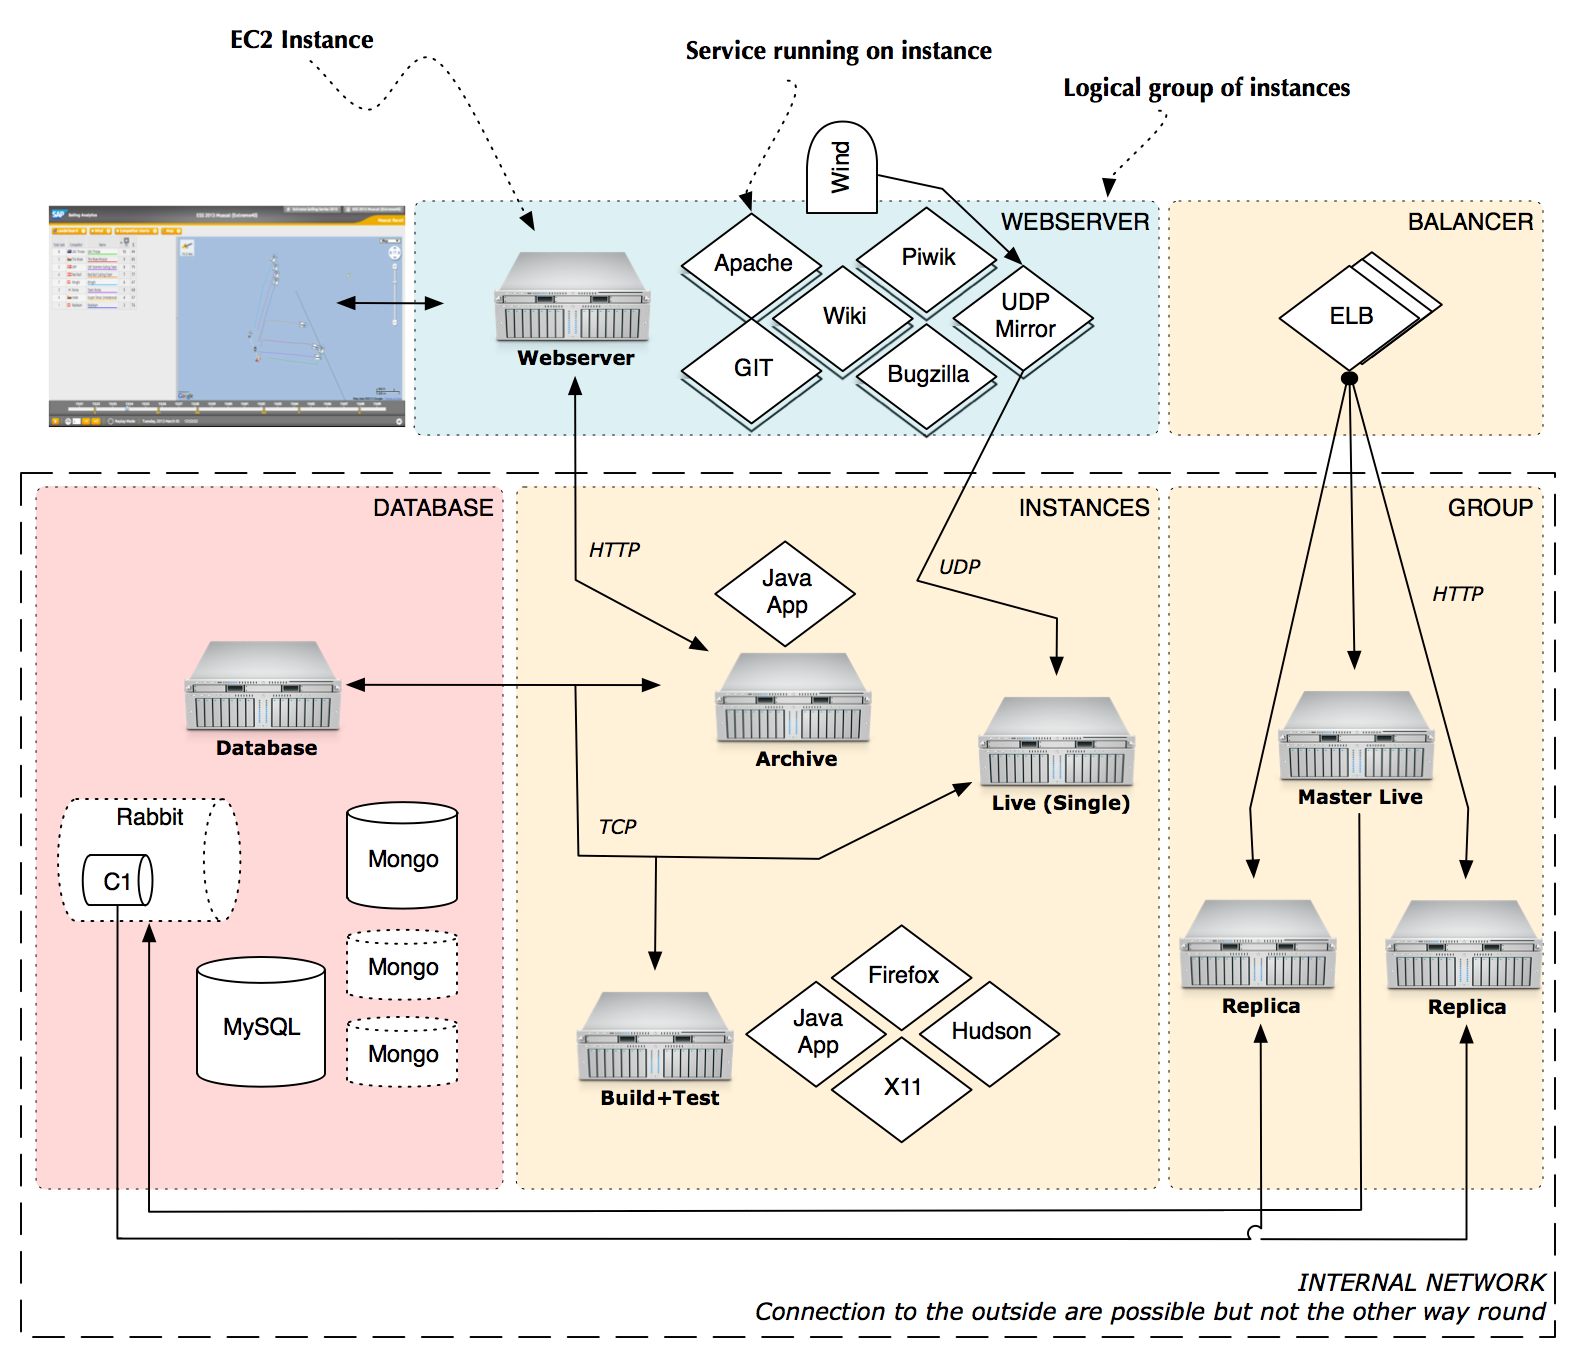 EC2 Instance
Service running on instance
Logical group of instances
Wind
SAP
WEBSERVER
BALANCER
Apache
Piwik
Wiki
UDP
Mirror
GIT
Bugzilla
Webserver
ELB
Google
DATABASE
INSTANCES
GROUP
HTTP
UDP
HTTP
Java
App
Database
Archive
Live (Single)
Master Live
TCP
Rabbit
C1
Mongo
Mongo
Mongo
MySQL
Firefox
Java
App
Hudson
X11
Build+Test
Replica
Replica
INTERNAL NETWORK
Connection to the outside are possible but not the other way round